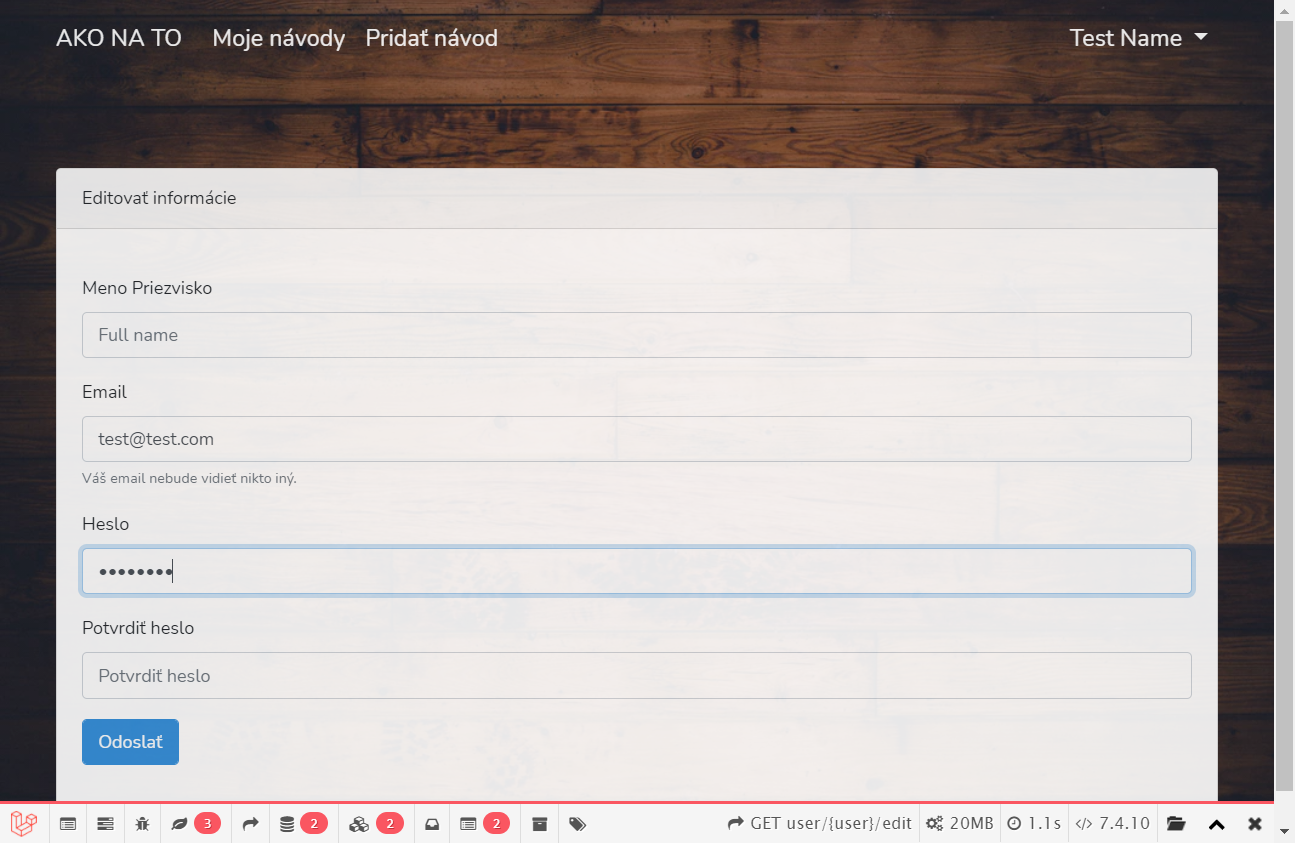 AKO NA TO Moje návody Pridať návod Test Name
Editovať informácie
Meno Priezvisko
Full name
Email
test@test.com
Váš email nebude vidieť nikto iný.
Heslo
••••••••
Potvrdiť heslo
Potvrdiť heslo
Odoslať
3 2 2 2 GET user/{user}/edit 20MB 1.1s 7.4.10